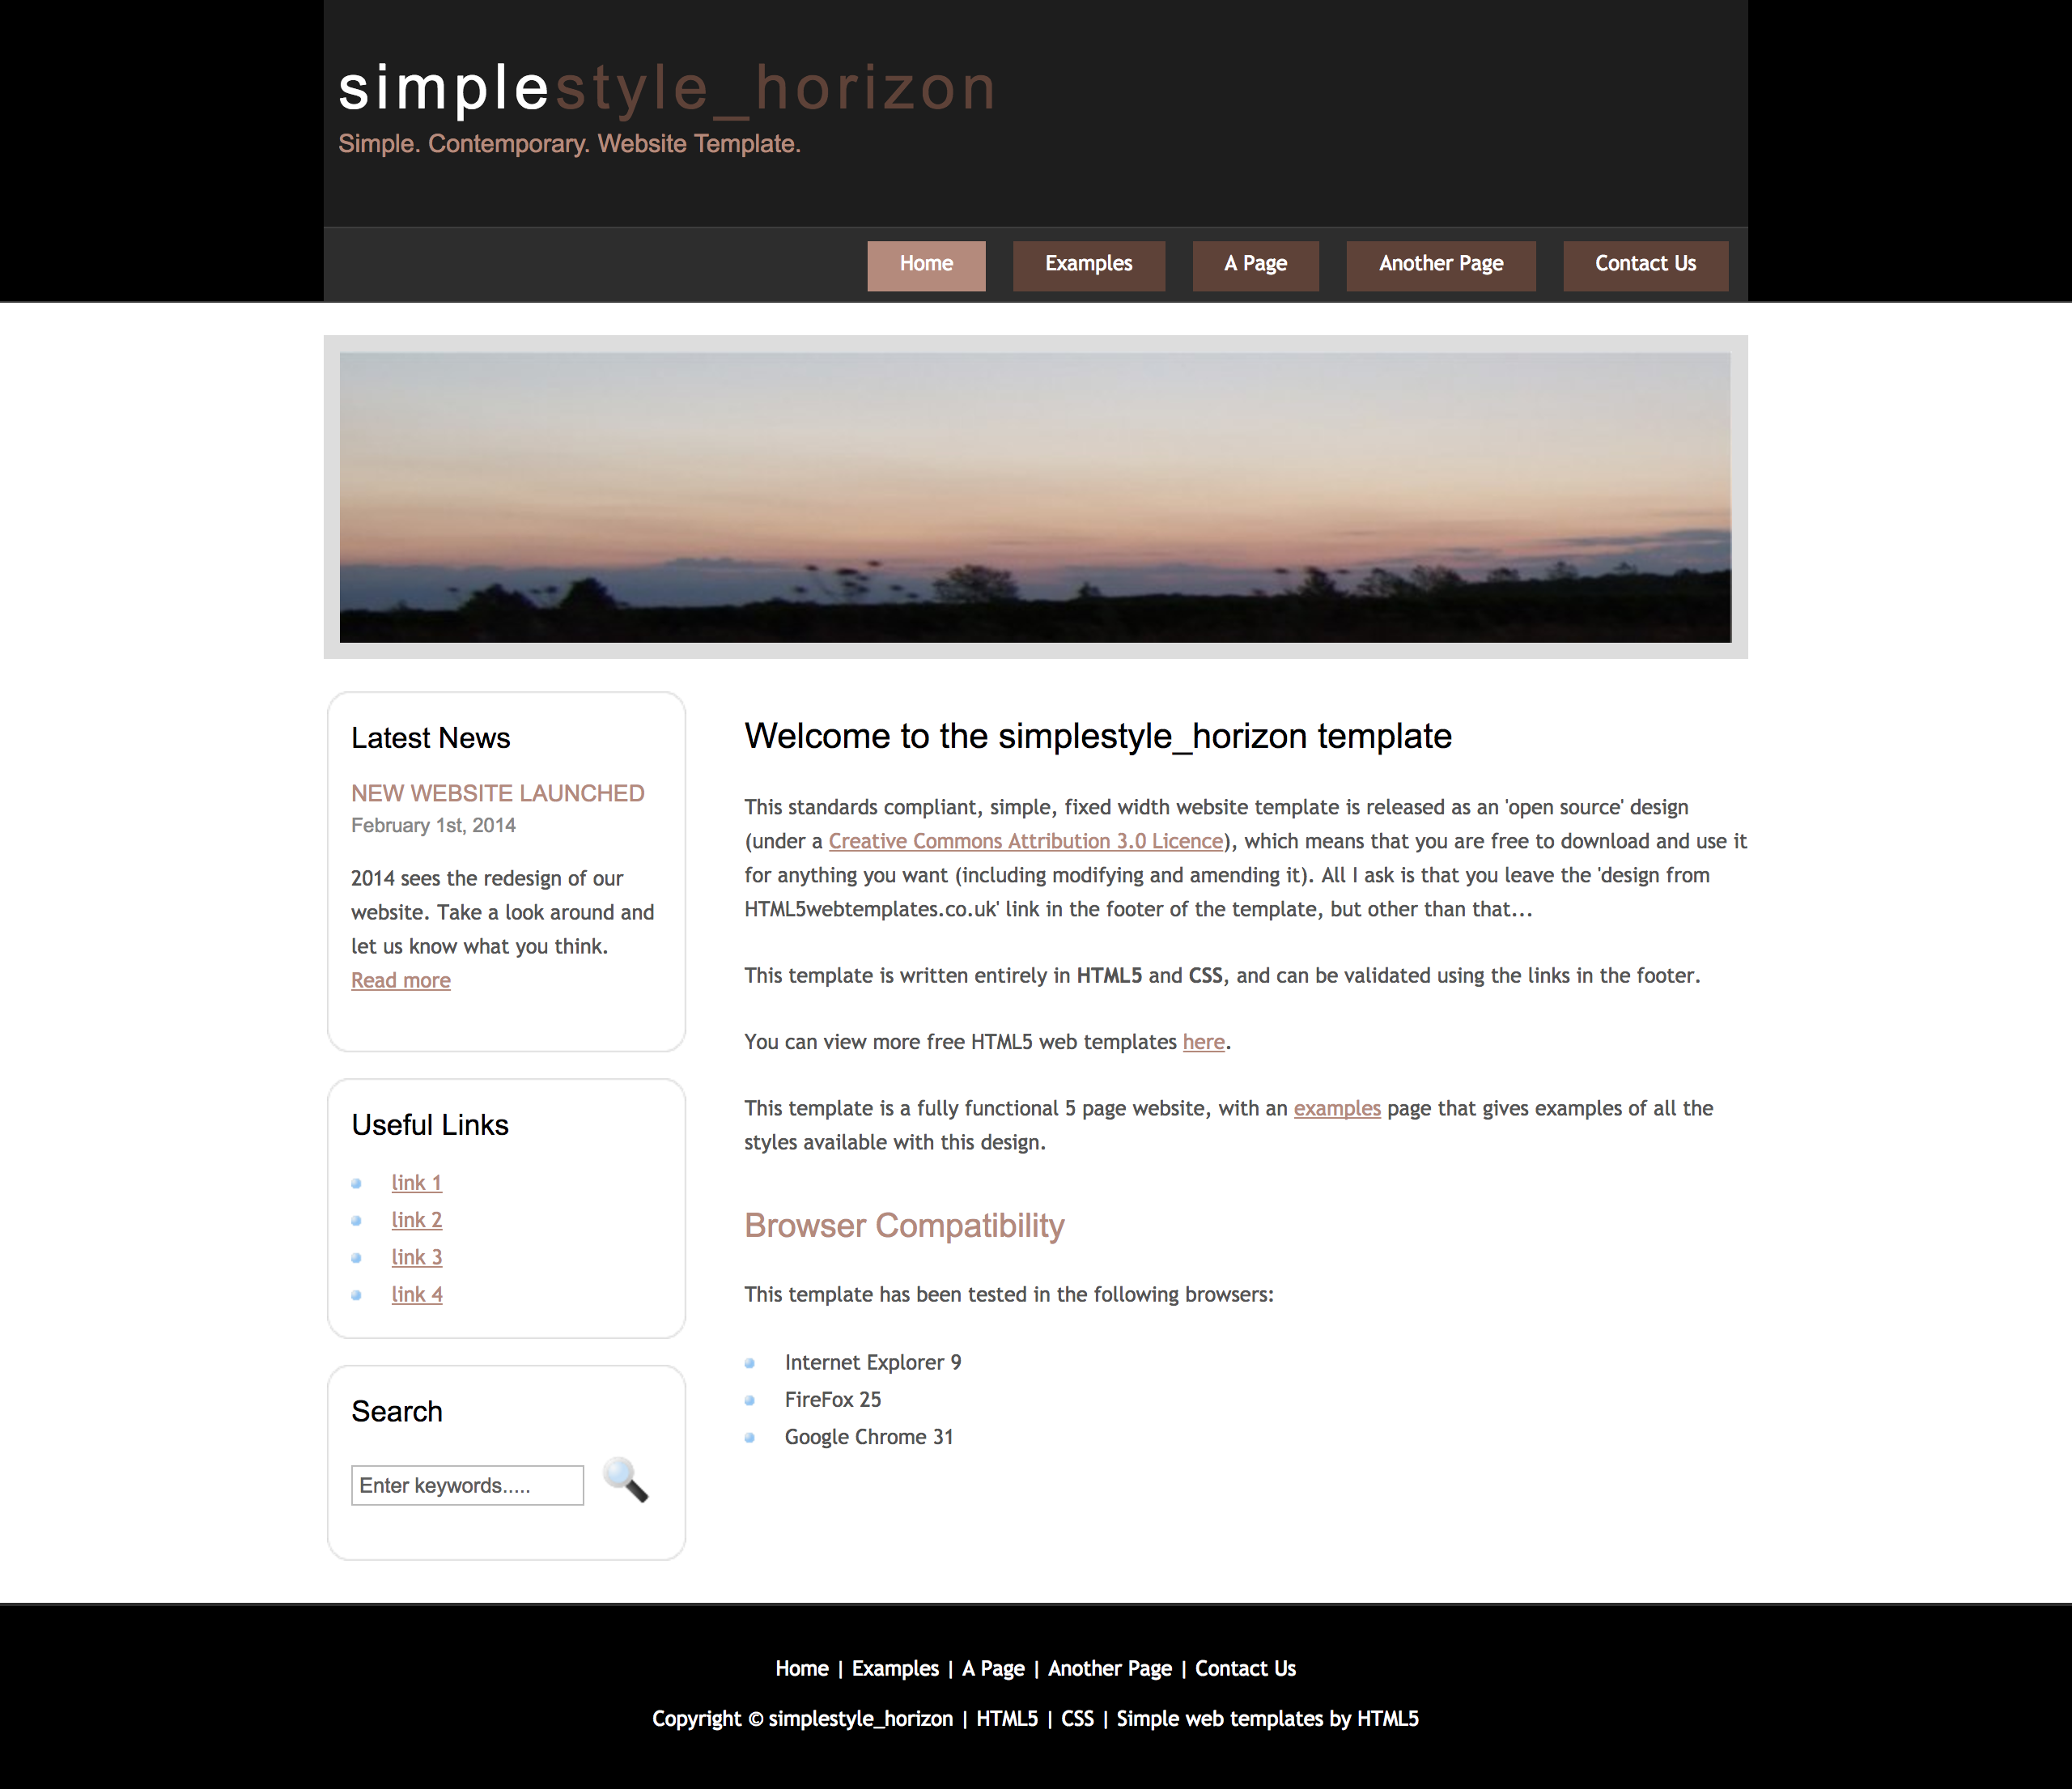 simplestyle_horizon
Simple. Contemporary. Website Template.
Home Examples A Page Another Page Contact Us
Latest News
NEW WEBSITE LAUNCHED
February 1st, 2014
2014 sees the redesign of our
website. Take a look around and
let us know what you think.
Read more
Useful Links
link 1
link 2
link 3
link 4
Search
Enter keywords.....
Welcome to the simplestyle_horizon template
This standards compliant, simple, fixed width website template is released as an 'open source' design
(under a Creative Commons Attribution 3.0 Licence), which means that you are free to download and use it
for anything you want (including modifying and amending it). All I ask is that you leave the 'design from
HTML5webtemplates.co.uk' link in the footer of the template, but other than that...
This template is written entirely in HTML5 and CSS, and can be validated using the links in the footer.
You can view more free HTML5 web templates here.
This template is a fully functional 5 page website, with an examples page that gives examples of all the
styles available with this design.
Browser Compatibility
This template has been tested in the following browsers:
Internet Explorer 9
FireFox 25
Google Chrome 31
Home | Examples | A Page | Another Page | Contact Us
Copyright © simplestyle_horizon | HTML5 | CSS | Simple web templates by HTML5